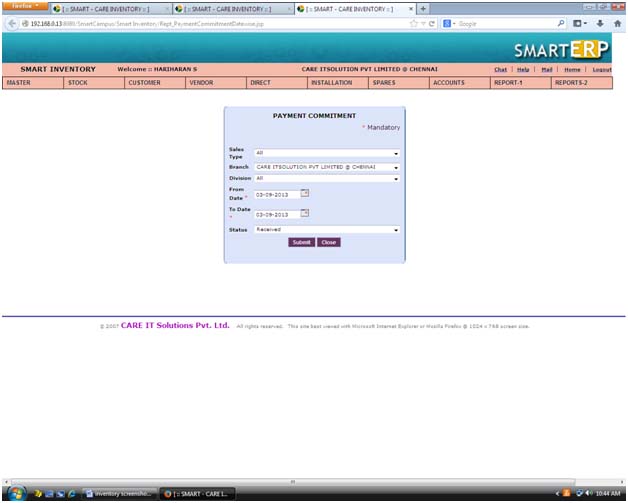 Firefox
[ :: SMART - CARE INVENTORY :: ] × [ :: SMART - CARE INVENTORY :: ] × [ :: SMART - CARE INVENTORY :: ] × +
192.168.0.13:8080/SmartCampus/Smart Inventory/Rept_PaymentCommitmentDatewise.jsp
Google
SMARTERP
SMART INVENTORY Welcome :: HARIHARAN S CARE ITSOLUTION PVT LIMITED @ CHENNAI Chat | Help | Mail | Home | Logout
MASTER STOCK CUSTOMER VENDOR DIRECT INSTALLATION SPARES ACCOUNTS REPORT-1 REPORTS-2
PAYMENT COMMITMENT
* Mandatory
Sales Type All
Branch CARE ITSOLUTION PVT LIMITED @ CHENNAI
Division All
From Date * 03-09-2013
To Date * 03-09-2013
Status Received
Submit Close
© 2007 CARE IT Solutions Pvt. Ltd. All rights reserved. This site best viewed with Microsoft Internet Explorer or Mozilla Firefox @ 1024 x 768 screen size.
inventory screensho... [ :: SMART - CARE I... 10:44 AM